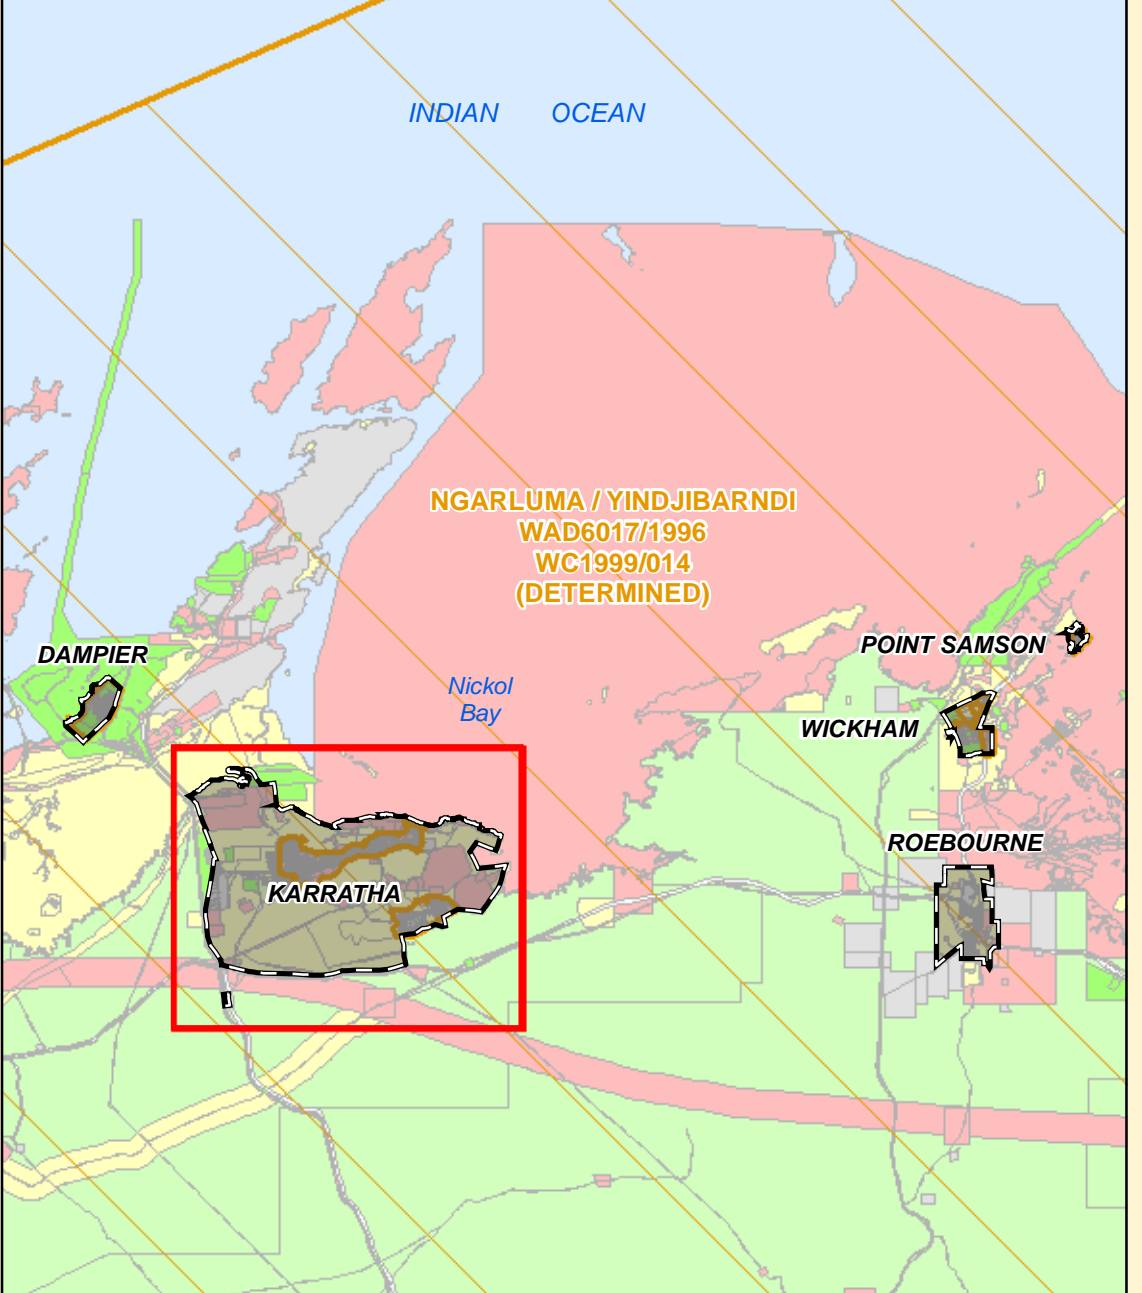 INDIAN OCEAN
NGARLUMA / YINDJIBARNDI
WAD6017/1996
WC1999/014
(DETERMINED)
DAMPIER
POINT SAMSON
Nickol
Bay
WICKHAM
ROEBOURNE
KARRATHA